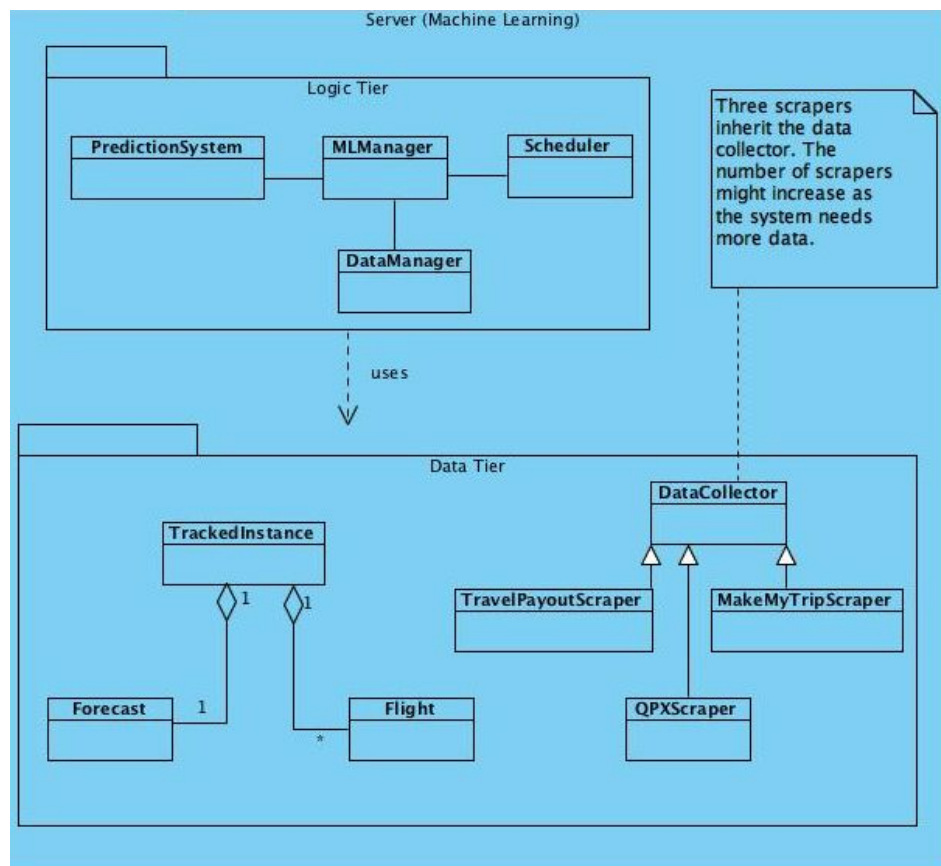 Server (Machine Learning)
Logic Tier
PredictionSystem
MLManager
Scheduler
DataManager
Three scrapers
inherit the data
collector. The
number of scrapers
might increase as
the system needs
more data.
uses
Data Tier
DataCollector
TrackedInstance
1
1
TravelPayoutScraper
MakeMyTripScraper
Forecast
1
Flight
*
QPXScraper